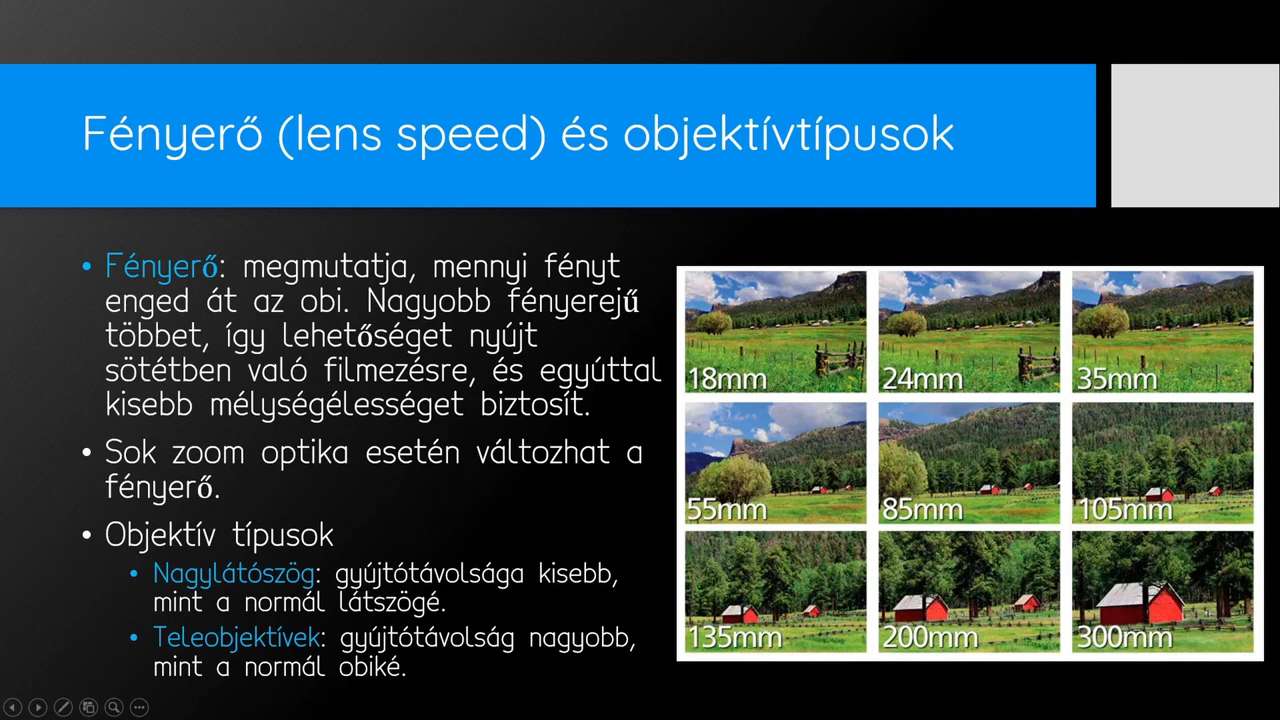 Fényerő (lens speed) és objektívtípusok
• Fényerő: megmutatja, mennyi fényt
enged át az obi. Nagyobb fényerejű
többet, így lehetőséget nyújt
sötétben való filmezésre, és egyúttal
kisebb mélységélességet biztosít.
• Sok zoom optika esetén változhat a
fényerő.
• Objektív típusok
• Nagylátószög: gyújtótávolsága kisebb,
mint a normál látszögé.
• Teleobjektívek: gyújtótávolság nagyobb,
mint a normál obiké.
18mm
24mm
35mm
55mm
85mm
105mm
135mm
200mm
300mm